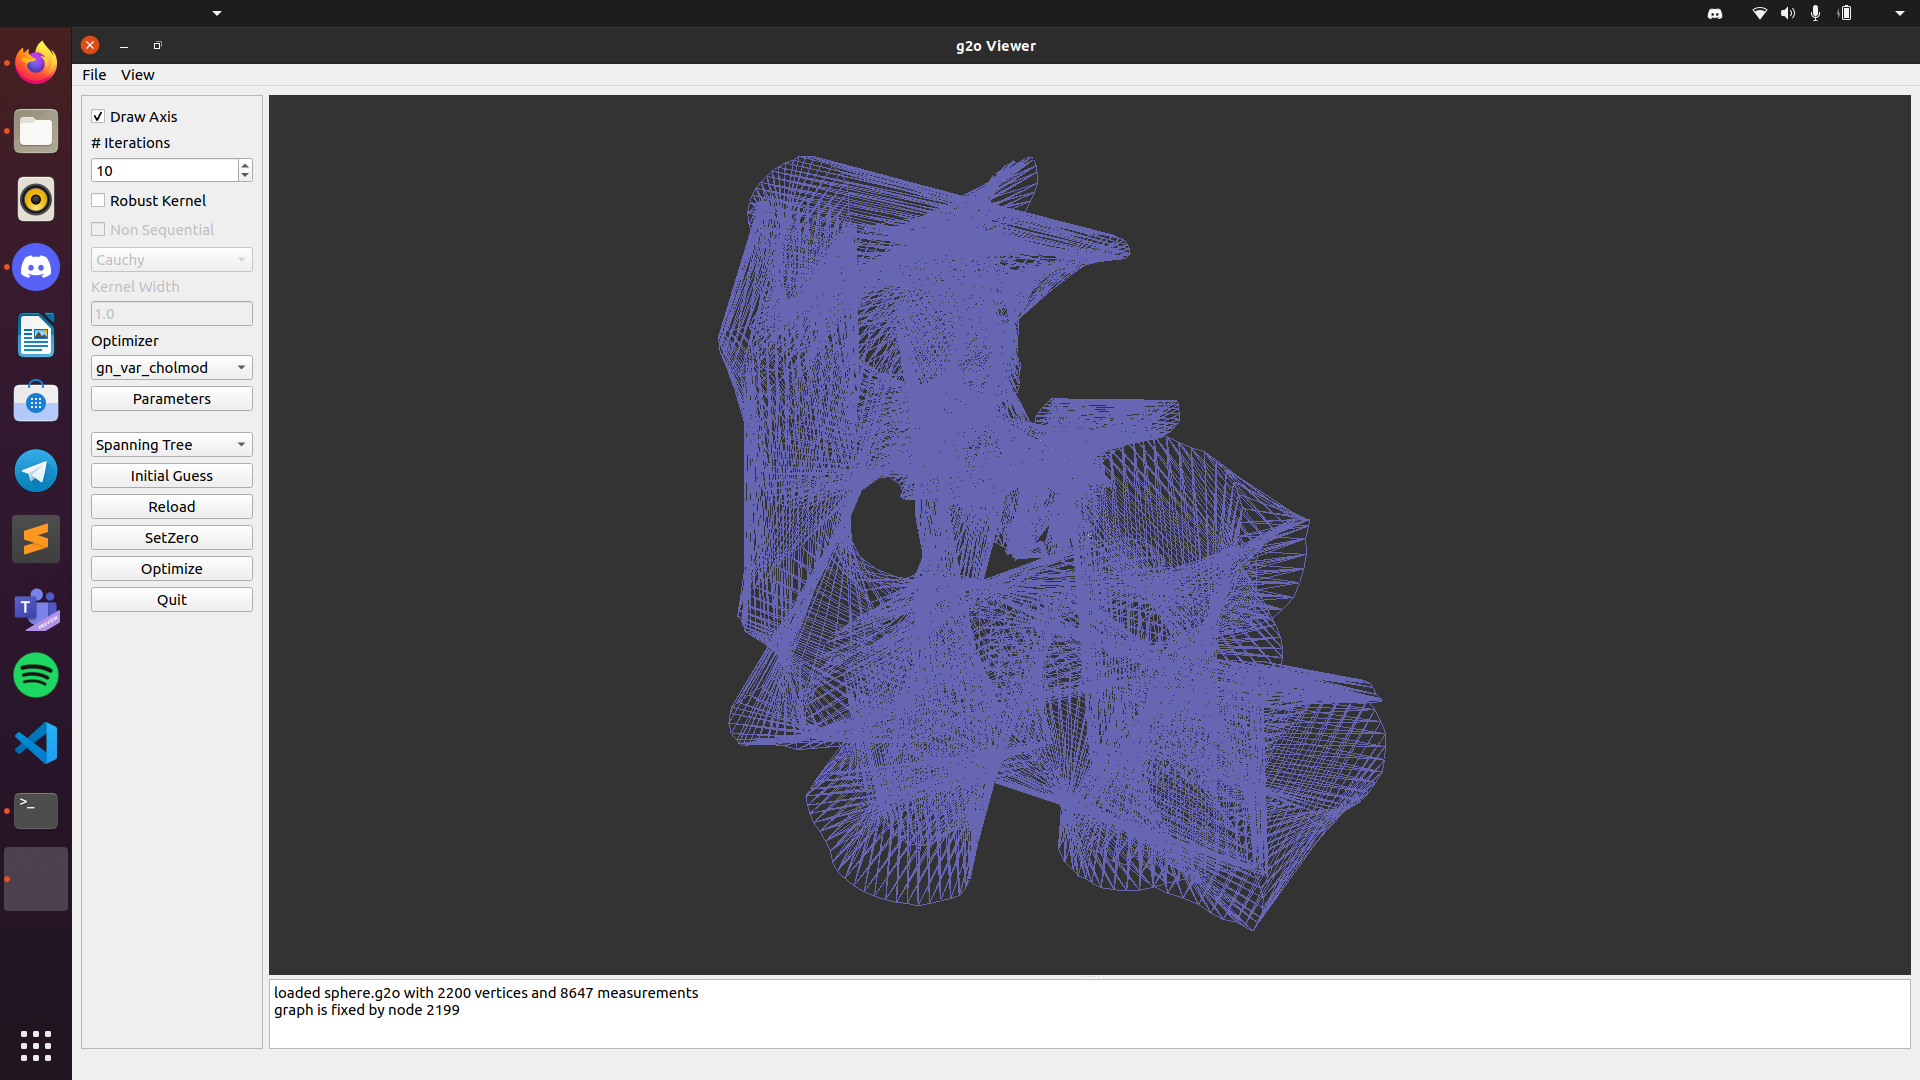 g2o Viewer
File View
Draw Axis
# Iterations
10
Robust Kernel
Non Sequential
Cauchy
Kernel Width
1.0
Optimizer
gn_var_cholmod
Parameters
Spanning Tree
Initial Guess
Reload
SetZero
Optimize
Quit
T
PREVIEW
>_
loaded sphere.g2o with 2200 vertices and 8647 measurements
graph is fixed by node 2199